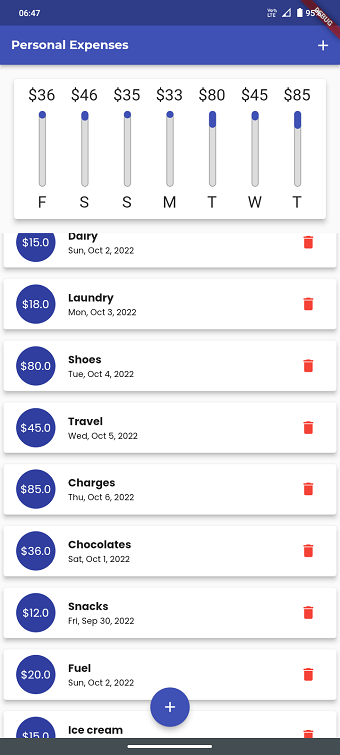 06:47
VoYs LTE
95%
DEBUG
Personal Expenses
+
$36 $46 $35 $33 $80 $45 $85
F S S M T W T
$15.0
Dairy
Sun, Oct 2, 2022
$18.0
Laundry
Mon, Oct 3, 2022
$80.0
Shoes
Tue, Oct 4, 2022
$45.0
Travel
Wed, Oct 5, 2022
$85.0
Charges
Thu, Oct 6, 2022
$36.0
Chocolates
Sat, Oct 1, 2022
$12.0
Snacks
Fri, Sep 30, 2022
$20.0
Fuel
Sun, Oct 2, 2022
+
$15.0
Ice cream